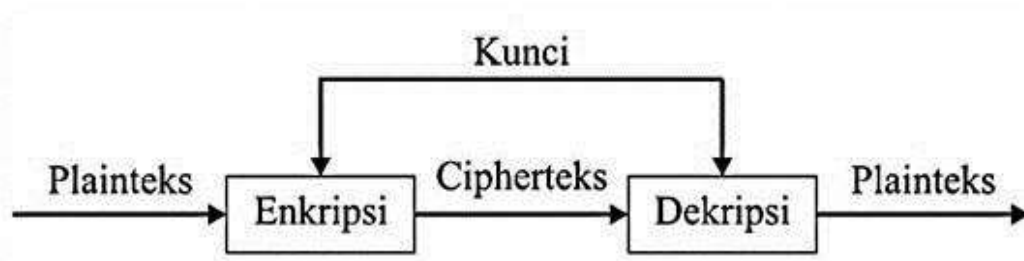 Kunci
Plainteks
Enkripsi
Cipherteks
Dekripsi
Plainteks